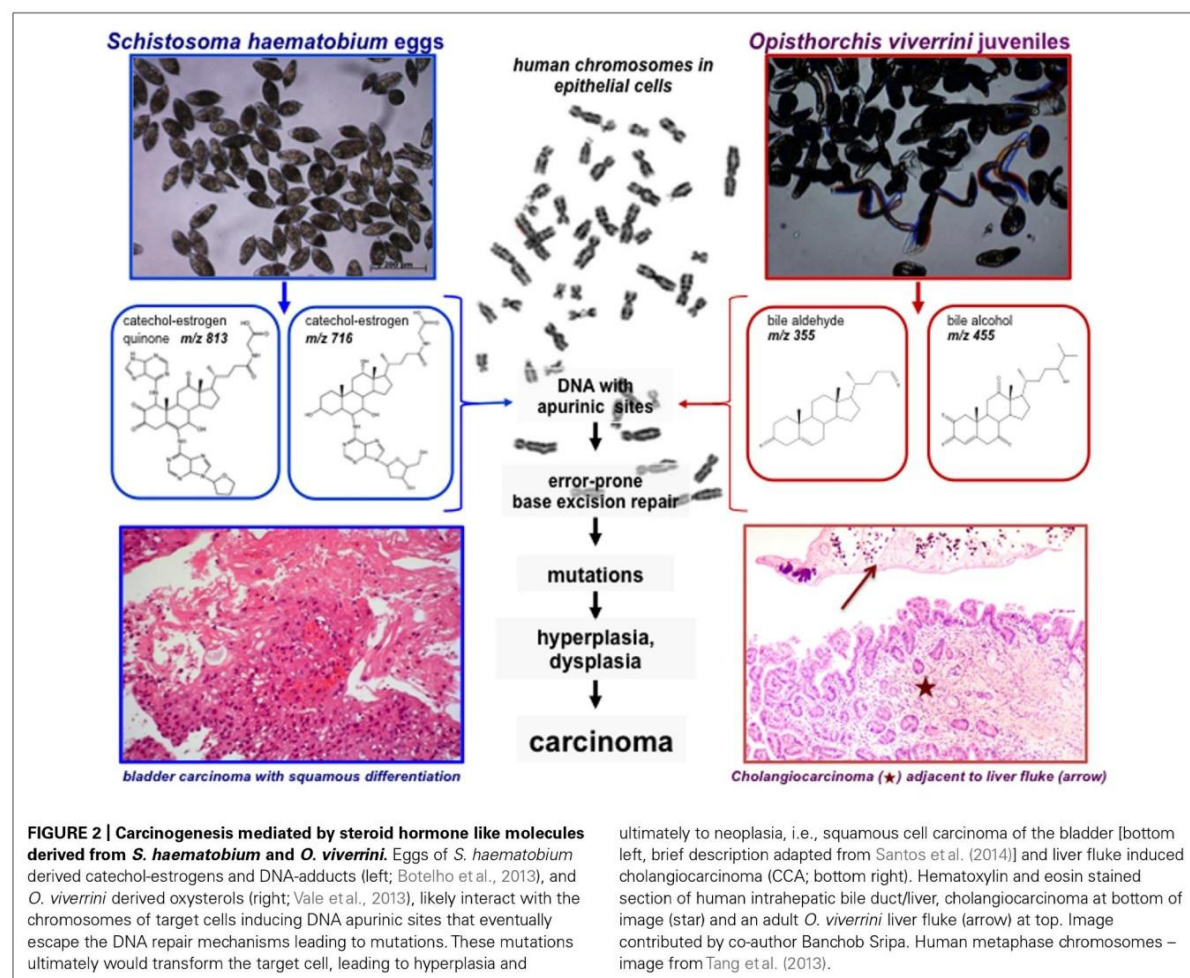 Schistosoma haematobium eggs
Opisthorchis viverrini juveniles
human chromosomes in
epithelial cells
200 µm
catechol-estrogen
quinone m/z 813
catechol-estrogen
m/z 716
bile aldehyde
m/z 355
bile alcohol
m/z 455
DNA with
apurinic sites
error-prone
base excision repair
mutations
hyperplasia,
dysplasia
carcinoma
bladder carcinoma with squamous differentiation
Cholangiocarcinoma (★) adjacent to liver fluke (arrow)
FIGURE 2 | Carcinogenesis mediated by steroid hormone like molecules
derived from S. haematobium and O. viverrini. Eggs of S. haematobium
derived catechol-estrogens and DNA-adducts (left; Botelho et al., 2013), and
O. viverrini derived oxysterols (right; Vale et al., 2013), likely interact with the
chromosomes of target cells inducing DNA apurinic sites that eventually
escape the DNA repair mechanisms leading to mutations. These mutations
ultimately would transform the target cell, leading to hyperplasia and
ultimately to neoplasia, i.e., squamous cell carcinoma of the bladder [bottom
left, brief description adapted from Santos et al. (2014)] and liver fluke induced
cholangiocarcinoma (CCA; bottom right). Hematoxylin and eosin stained
section of human intrahepatic bile duct/liver, cholangiocarcinoma at bottom of
image (star) and an adult O. viverrini liver fluke (arrow) at top. Image
contributed by co-author Banchob Sripa. Human metaphase chromosomes –
image from Tang et al. (2013).